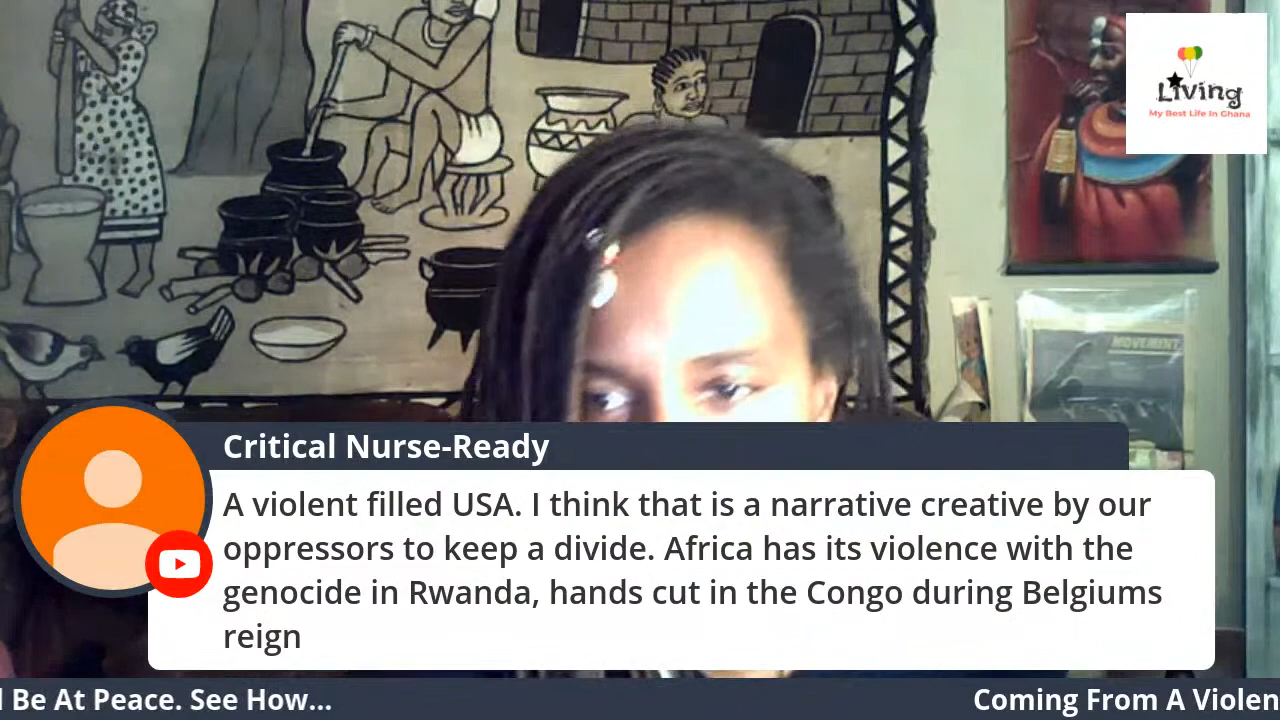 Living
My Best Life In Ghana
MOVEMENT
Critical Nurse-Ready
A violent filled USA. I think that is a narrative creative by our
oppressors to keep a divide. Africa has its violence with the
genocide in Rwanda, hands cut in the Congo during Belgiums
reign
Be At Peace. See How...
Coming From A Violen